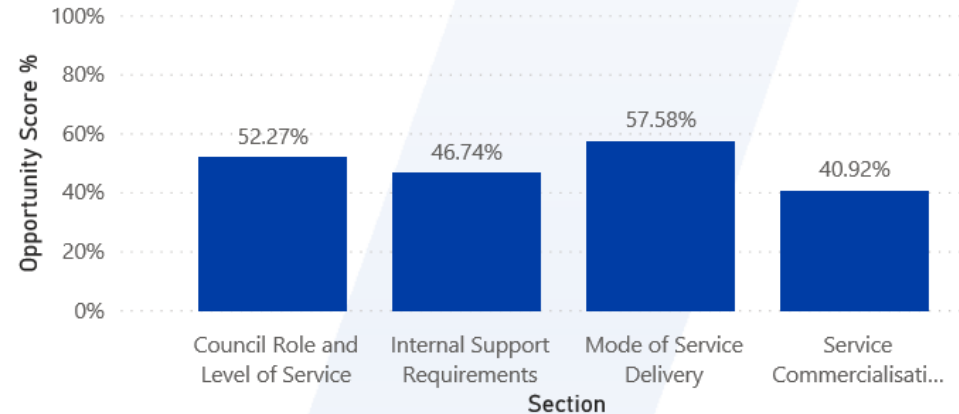 100%
80%
60%
40%
20%
0%
Opportunity Score %
52.27%
46.74%
57.58%
40.92%
Council Role and
Level of Service
Internal Support
Requirements
Mode of Service
Delivery
Service
Commercialisati...
Section